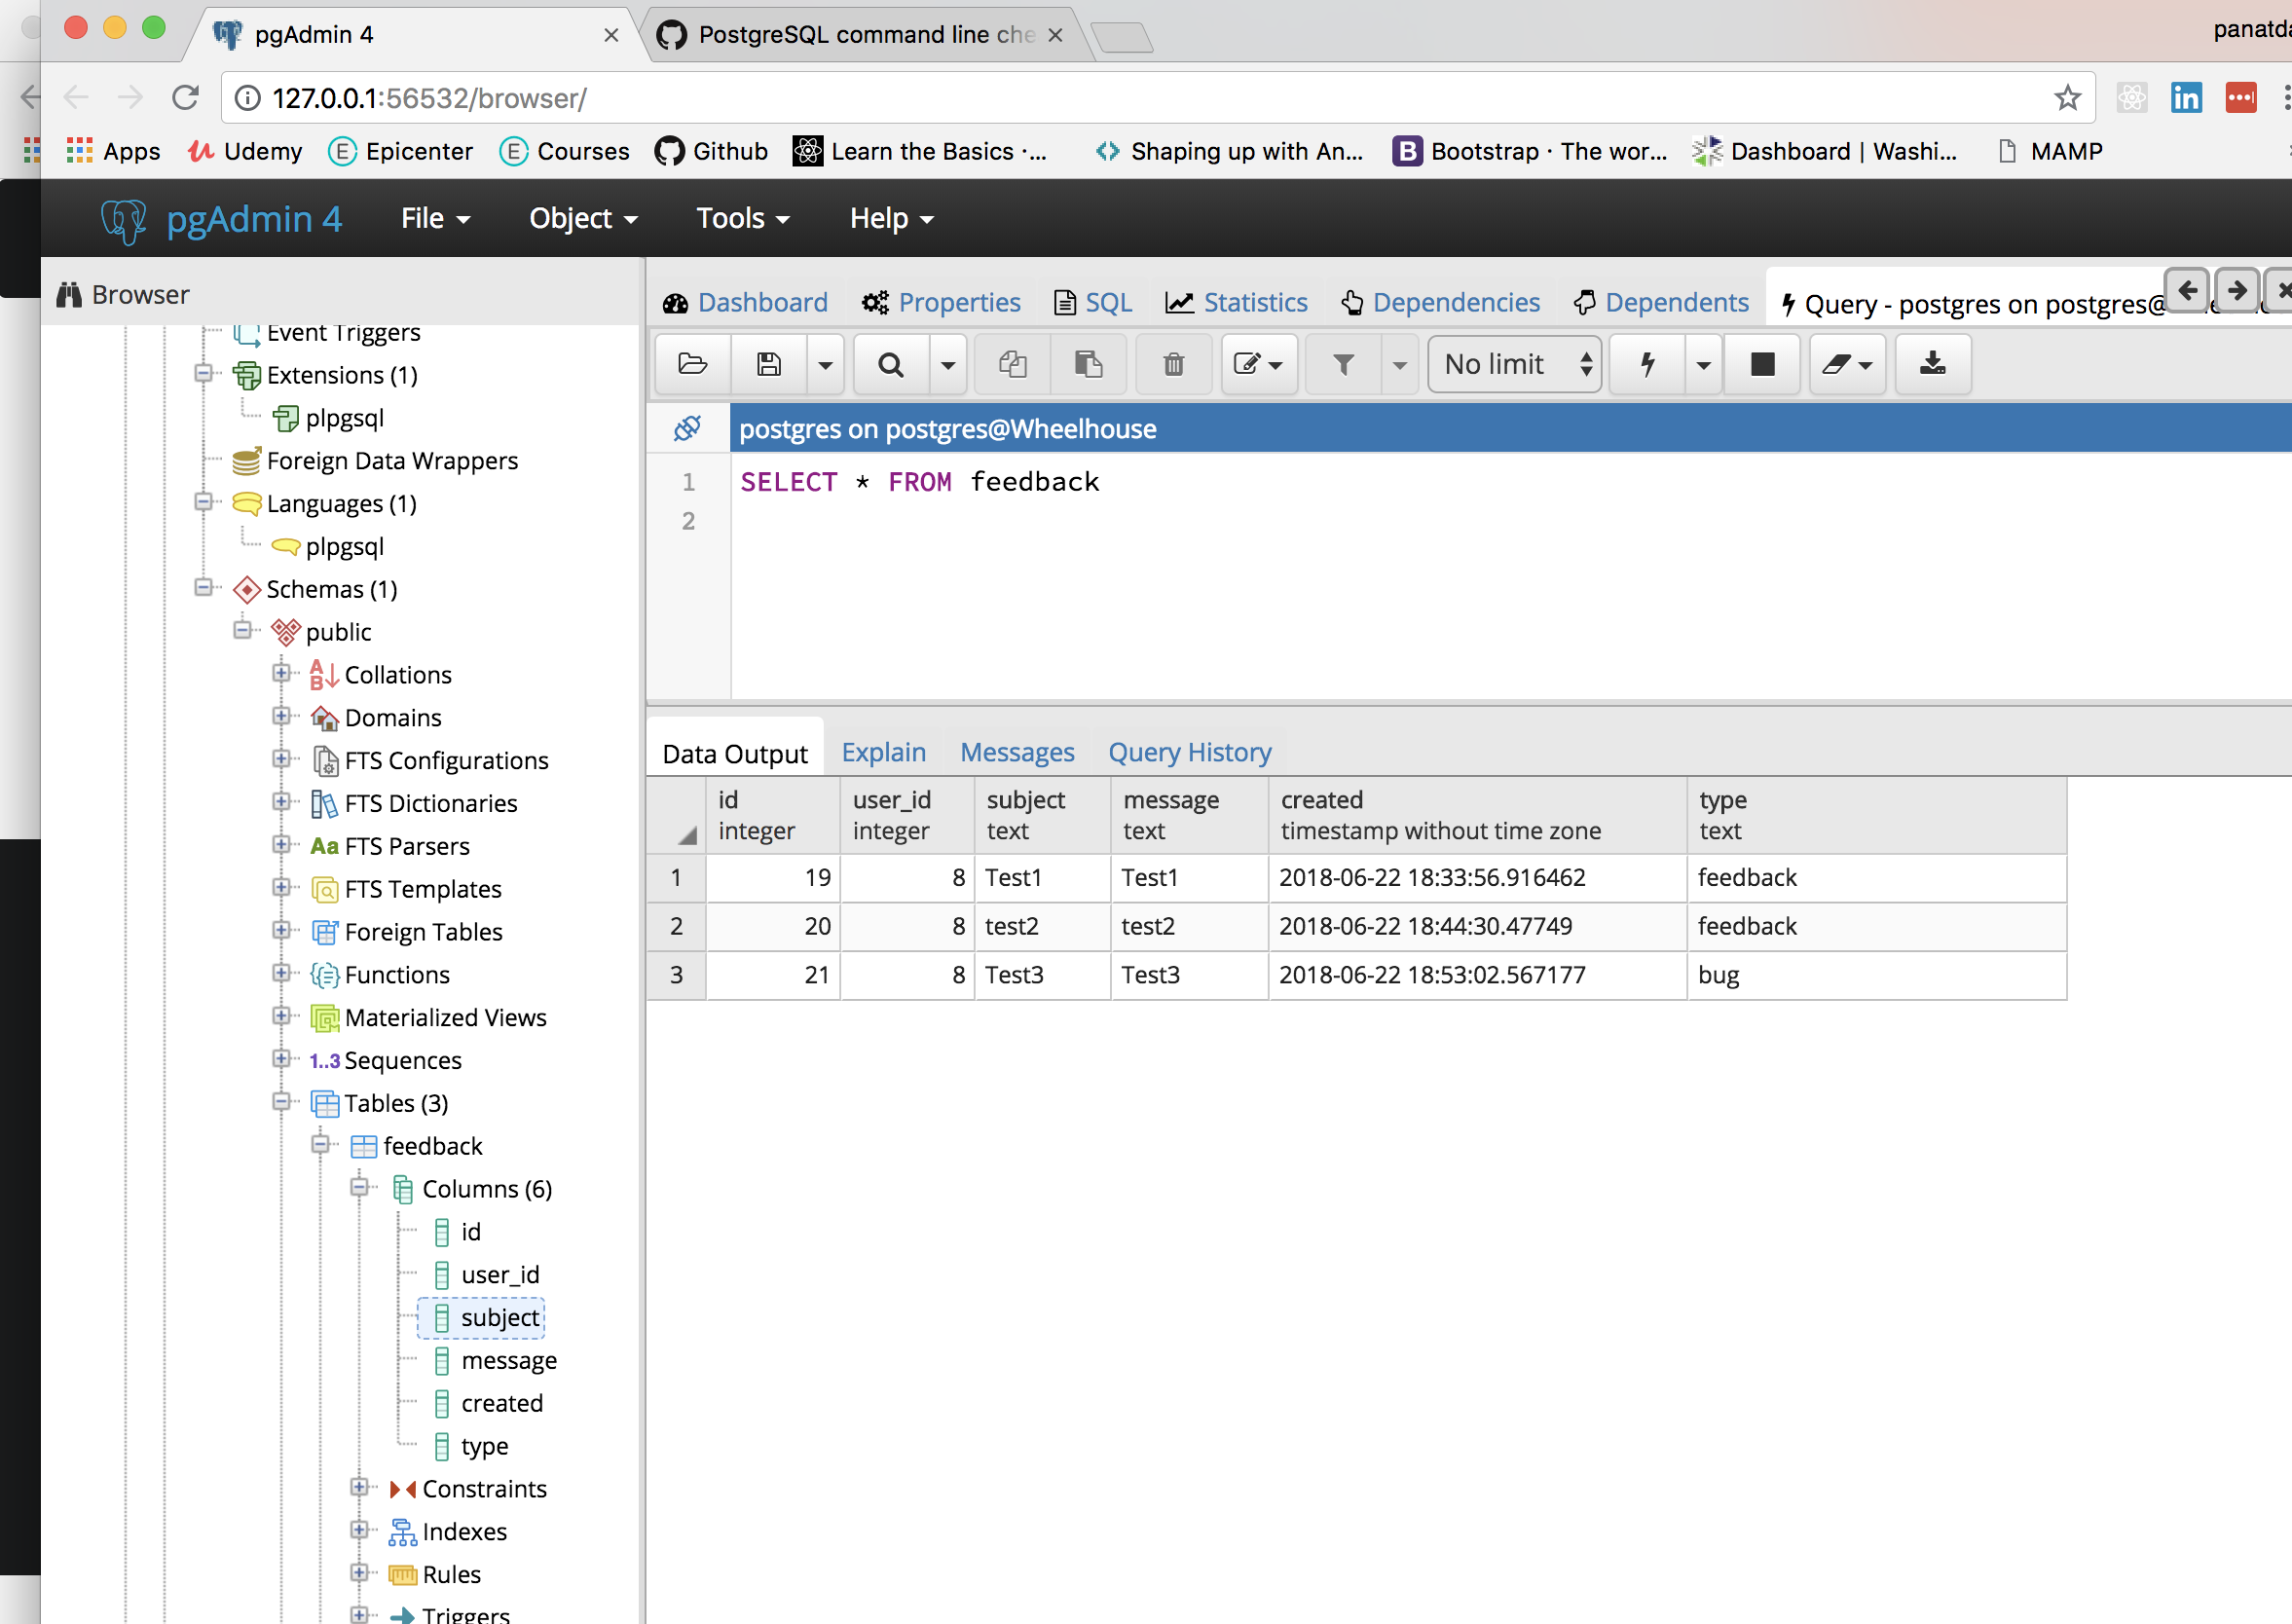 pgAdmin 4
PostgreSQL command line che
panatda
127.0.0.1:56532/browser/
Apps Udemy Epicenter Courses Github Learn the Basics ·... Shaping up with An... Bootstrap · The wor... Dashboard | Washi... MAMP
pgAdmin 4 File Object Tools Help
Browser
Dashboard Properties SQL Statistics Dependencies Dependents Query - postgres on postgres@
No limit
postgres on postgres@Wheelhouse
1 SELECT * FROM feedback
2
Event Triggers
Extensions (1)
plpgsql
Foreign Data Wrappers
Languages (1)
plpgsql
Schemas (1)
public
Collations
Domains
FTS Configurations
FTS Dictionaries
Aa FTS Parsers
FTS Templates
Foreign Tables
Functions
Materialized Views
1..3 Sequences
Tables (3)
feedback
Columns (6)
id
user_id
subject
message
created
type
Constraints
Indexes
Rules
Triggers
Data Output Explain Messages Query History
id user_id subject message created type
integer integer text text timestamp without time zone text
1 19 8 Test1 Test1 2018-06-22 18:33:56.916462 feedback
2 20 8 test2 test2 2018-06-22 18:44:30.47749 feedback
3 21 8 Test3 Test3 2018-06-22 18:53:02.567177 bug